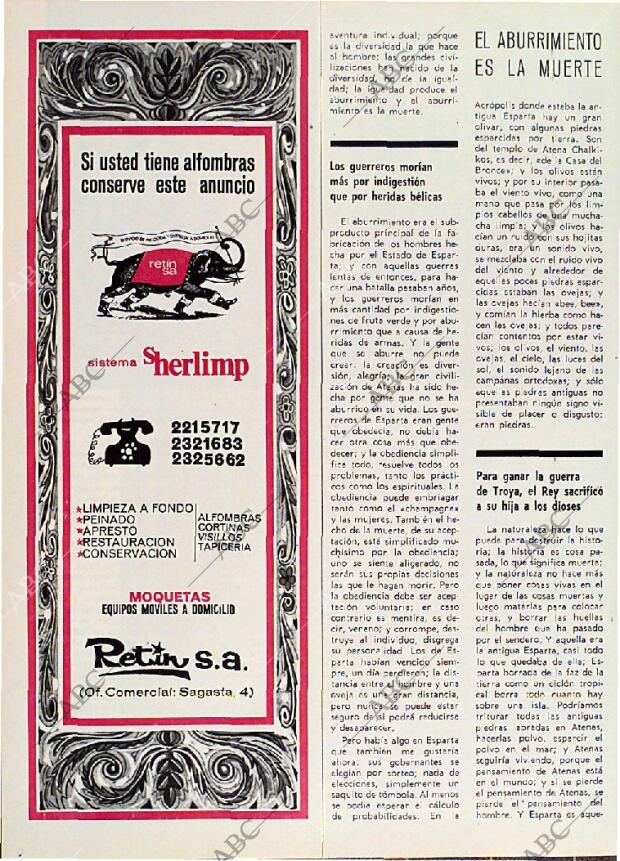 Si usted tiene alfombras
conserve este anuncio
SERVICIO DE RECOGIDA Y ENTREGA A DOMICILIO
retin
sa
sistema Sherlimp
2215717
2321683
2325662
★LIMPIEZA A FONDO
★PEINADO
★APRESTO
★RESTAURACION
★CONSERVACION
ALFOMBRAS
CORTINAS
VISILLOS
TAPICERIA
MOQUETAS
EQUIPOS MOVILES A DOMICILIO
Retin s.a.
(Of. Comercial: Sagasta, 4)
aventura individual; porque
es la diversidad la que hace
al hombre; las grandes civi-
lizaciones han nacido de la
diversidad, no de la igual-
dad; la igualdad produce el
aburrimiento y el aburri-
miento es la muerte.
Los guerreros morían
más por indigestión
que por heridas bélicas
El aburrimiento era el sub-
producto principal de la fa-
bricación de los hombres he-
cha por el Estado de Espar-
ta; y con aquellas guerras
lentas de entonces, para ha-
cer una batalla pasaban años,
y los guerreros morían en
más cantidad por indigestio-
nes de fruta verde y por abu-
rrimiento que a causa de he-
ridas de armas. Y la gente
que se aburre no puede
crear: la creación es diver-
sión, alegría; la gran civili-
zación de Atenas ha sido he-
cha por gente que no se ha
aburrido en su vida. Los gue-
rreros de Esparta eran gente
que obedecía, no debía ha-
cer otra cosa más que obe-
decer; y la obediencia simpli-
fica todo, resuelve todos los
problemas, tanto los prácti-
cos como los espirituales. La
obediencia puede embriagar
tanto como el «champagne»
y las mujeres. También el he-
cho de la muerte, de su acep-
tación, está simplificado mu-
chísimo por la obediencia;
uno se siente aligerado, no
serán sus propias decisiones
las que le hagan morir. Pero
la obediencia debe ser acep-
tación voluntaria; en caso
contrario es mentira, es de-
cir, veneno; y corrompe, des-
truye al individuo, disgrega
su personalidad. Los de Es-
parta habían vencido siem-
pre, un día perdieron; la dis-
tancia entre el hombre y una
oveja es una gran distancia,
pero nunca se puede estar
seguro de si podrá reducirse
y desaparecer.
Pero había algo en Esparta
que también me gustaría
ahora: sus gobernantes se
elegían por sorteo; nada de
elecciones, simplemente un
saquito de tómbola. Al menos
se podía esperar el cálculo
de probabilidades. En la
EL ABURRIMIENTO
ES LA MUERTE
Acrópolis donde estaba la an-
tigua Esparta hay un gran
olivar, con algunas piedras
esparcidas por tierra. Son
del templo de Atena Chalki-
kos, es decir, «de la Casa del
Bronce»; y los olivos están
vivos; y por su interior pasa-
ba el viento vivo, como una
mano que pasa por los lim-
pios cabellos de una mucha-
cha limpia; y los olivos ha-
cían un ruido con sus hojitas
duras, era un sonido vivo,
se mezclaba con el ruido vivo
del viento y alrededor de
aquellas pocas piedras espar-
cidas estaban las ovejas; y
las ovejas hacían «bee, bee»,
y comían la hierba como ha-
cen las ovejas; y todos pare-
cían contentos por estar vi-
vos; los olivos, el viento, las
ovejas, el cielo, las luces del
sol, el sonido lejano de las
campanas ortodoxas; y sólo
aquellas piedras antiguas no
presentaban ningún signo vi-
sible de placer o disgusto:
eran piedras.
Para ganar la guerra
de Troya, el Rey sacrificó
a su hija a los dioses
La naturaleza hace lo que
puede para destruir la histo-
ria; la historia es cosa pasa-
da, lo que significa muerta;
y la naturaleza no hace más
que poner cosas vivas en el
lugar de las cosas muertas y
luego matarlas para colocar
otras, y borrar las huellas
del hombre que ha pasado
por el sendero. Y aquella era
la antigua Esparta, casi todo
lo que quedaba de ella; Es-
parta borrada de la faz de la
tierra como un ciclón tropi-
cal borra todo cuanto hay
sobre una isla. Podríamos
triturar todas las antiguas
piedras labradas en Atenas,
hacerlas polvo, esparcir el
polvo en el mar; y Atenas
seguiría viviendo, porque el
pensamiento de Atenas está
en el mundo; y si se pierde
el pensamiento de Atenas, se
pierde el pensamiento del
hombre. Y Esparta es aque-